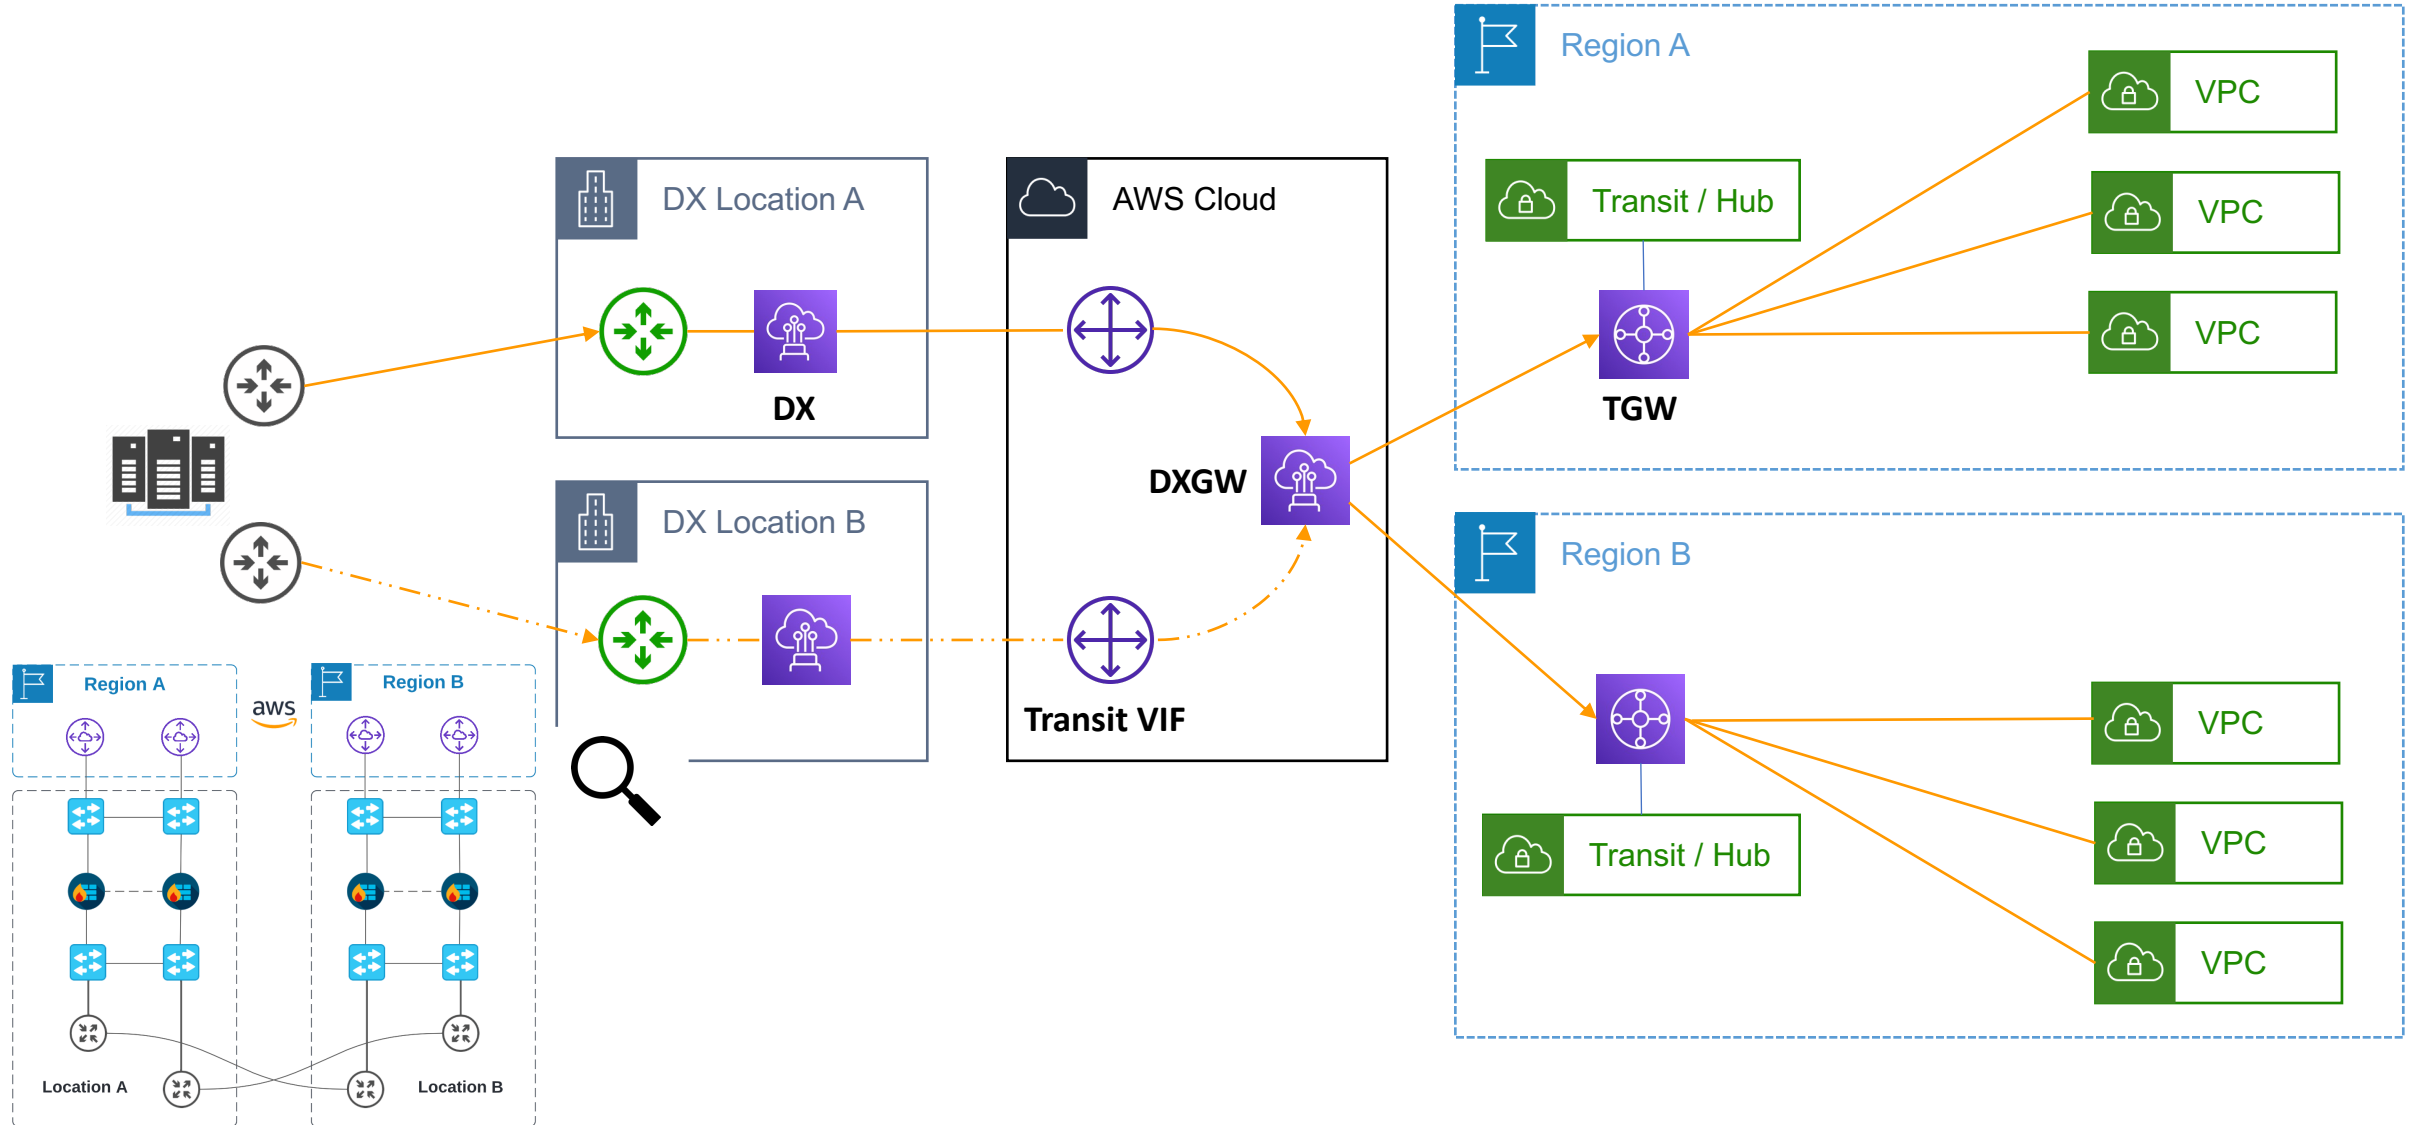 Region A
VPC
VPC
VPC
Transit / Hub
TGW
DX Location A
DX
AWS Cloud
DXGW
Transit VIF
DX Location B
Region B
VPC
VPC
VPC
Transit / Hub
Region A
aws
Region B
Location A
Location B